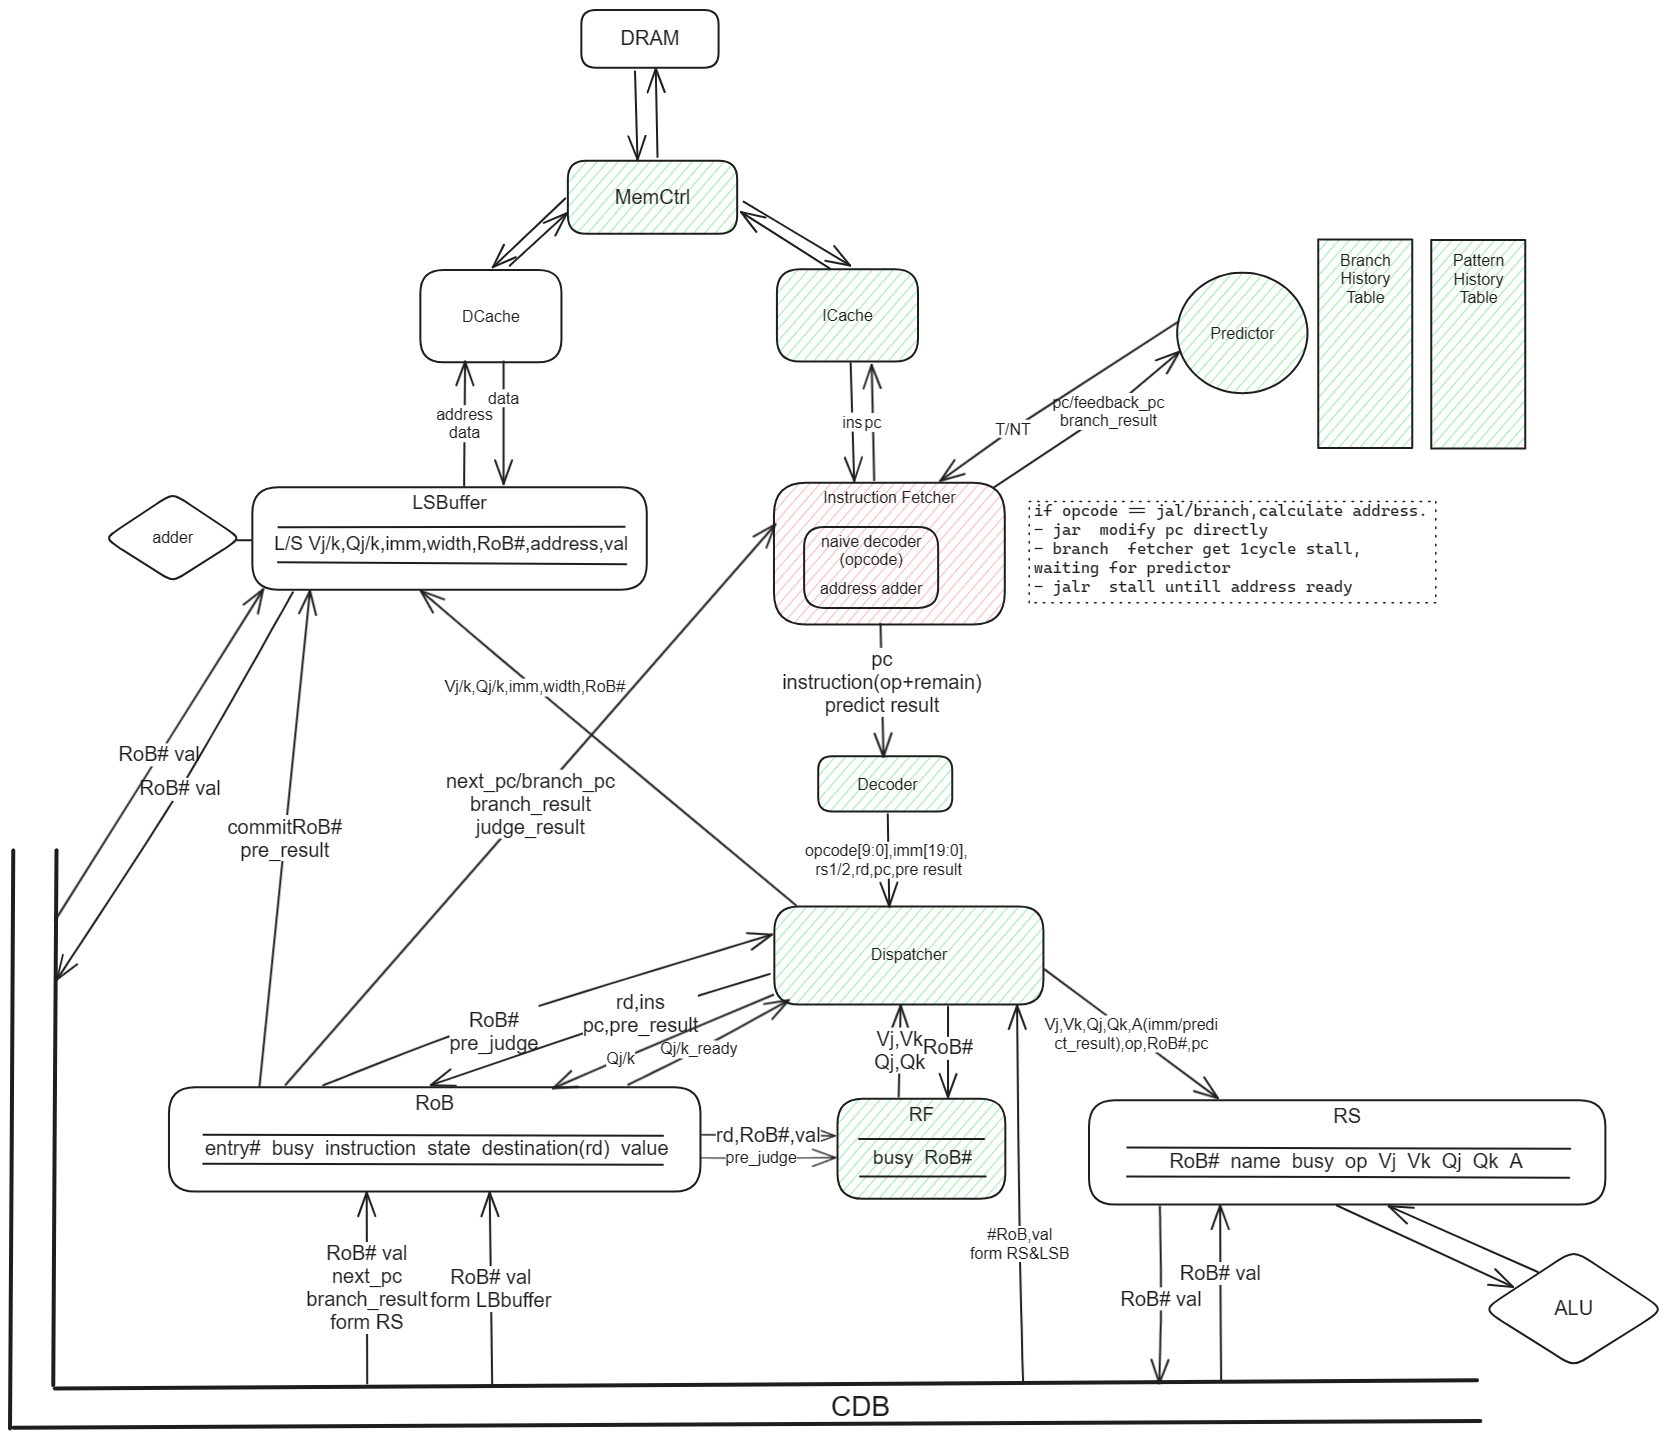 DRAM
MemCtrl
DCache
ICache
Predictor
Branch
History
Table
Pattern
History
Table
address
data
data
ins
pc
T/NT
pc/feedback_pc
branch_result
LSBuffer
L/S Vj/k,Qj/k,imm,width,RoB#,address,val
adder
Instruction Fetcher
naive decoder
(opcode)
address adder
if opcode == jal/branch,calculate address.
- jar  modify pc directly
- branch  fetcher get 1cycle stall,
waiting for predictor
- jalr  stall untill address ready
pc
instruction(op+remain)
predict result
Vj/k,Qj/k,imm,width,RoB#
RoB# val
RoB# val
next_pc/branch_pc
branch_result
judge_result
commitRoB#
pre_result
Decoder
opcode[9:0],imm[19:0],
rs1/2,rd,pc,pre result
Dispatcher
RoB#
pre_judge
rd,ins
pc,pre_result
Qj/k
Qj/k_ready
Vj,Vk
Qj,Qk
RoB#
Vj,Vk,Qj,Qk,A(imm/predi
ct_result),op,RoB#,pc
RoB
entry#  busy  instruction  state  destination(rd)  value
rd,RoB#,val
pre_judge
RF
busy  RoB#
RS
RoB#  name  busy  op  Vj  Vk  Qj  Qk  A
RoB# val
next_pc
branch_result
form RS
RoB# val
form LBbuffer
#RoB,val
form RS&LSB
RoB# val
RoB# val
ALU
CDB